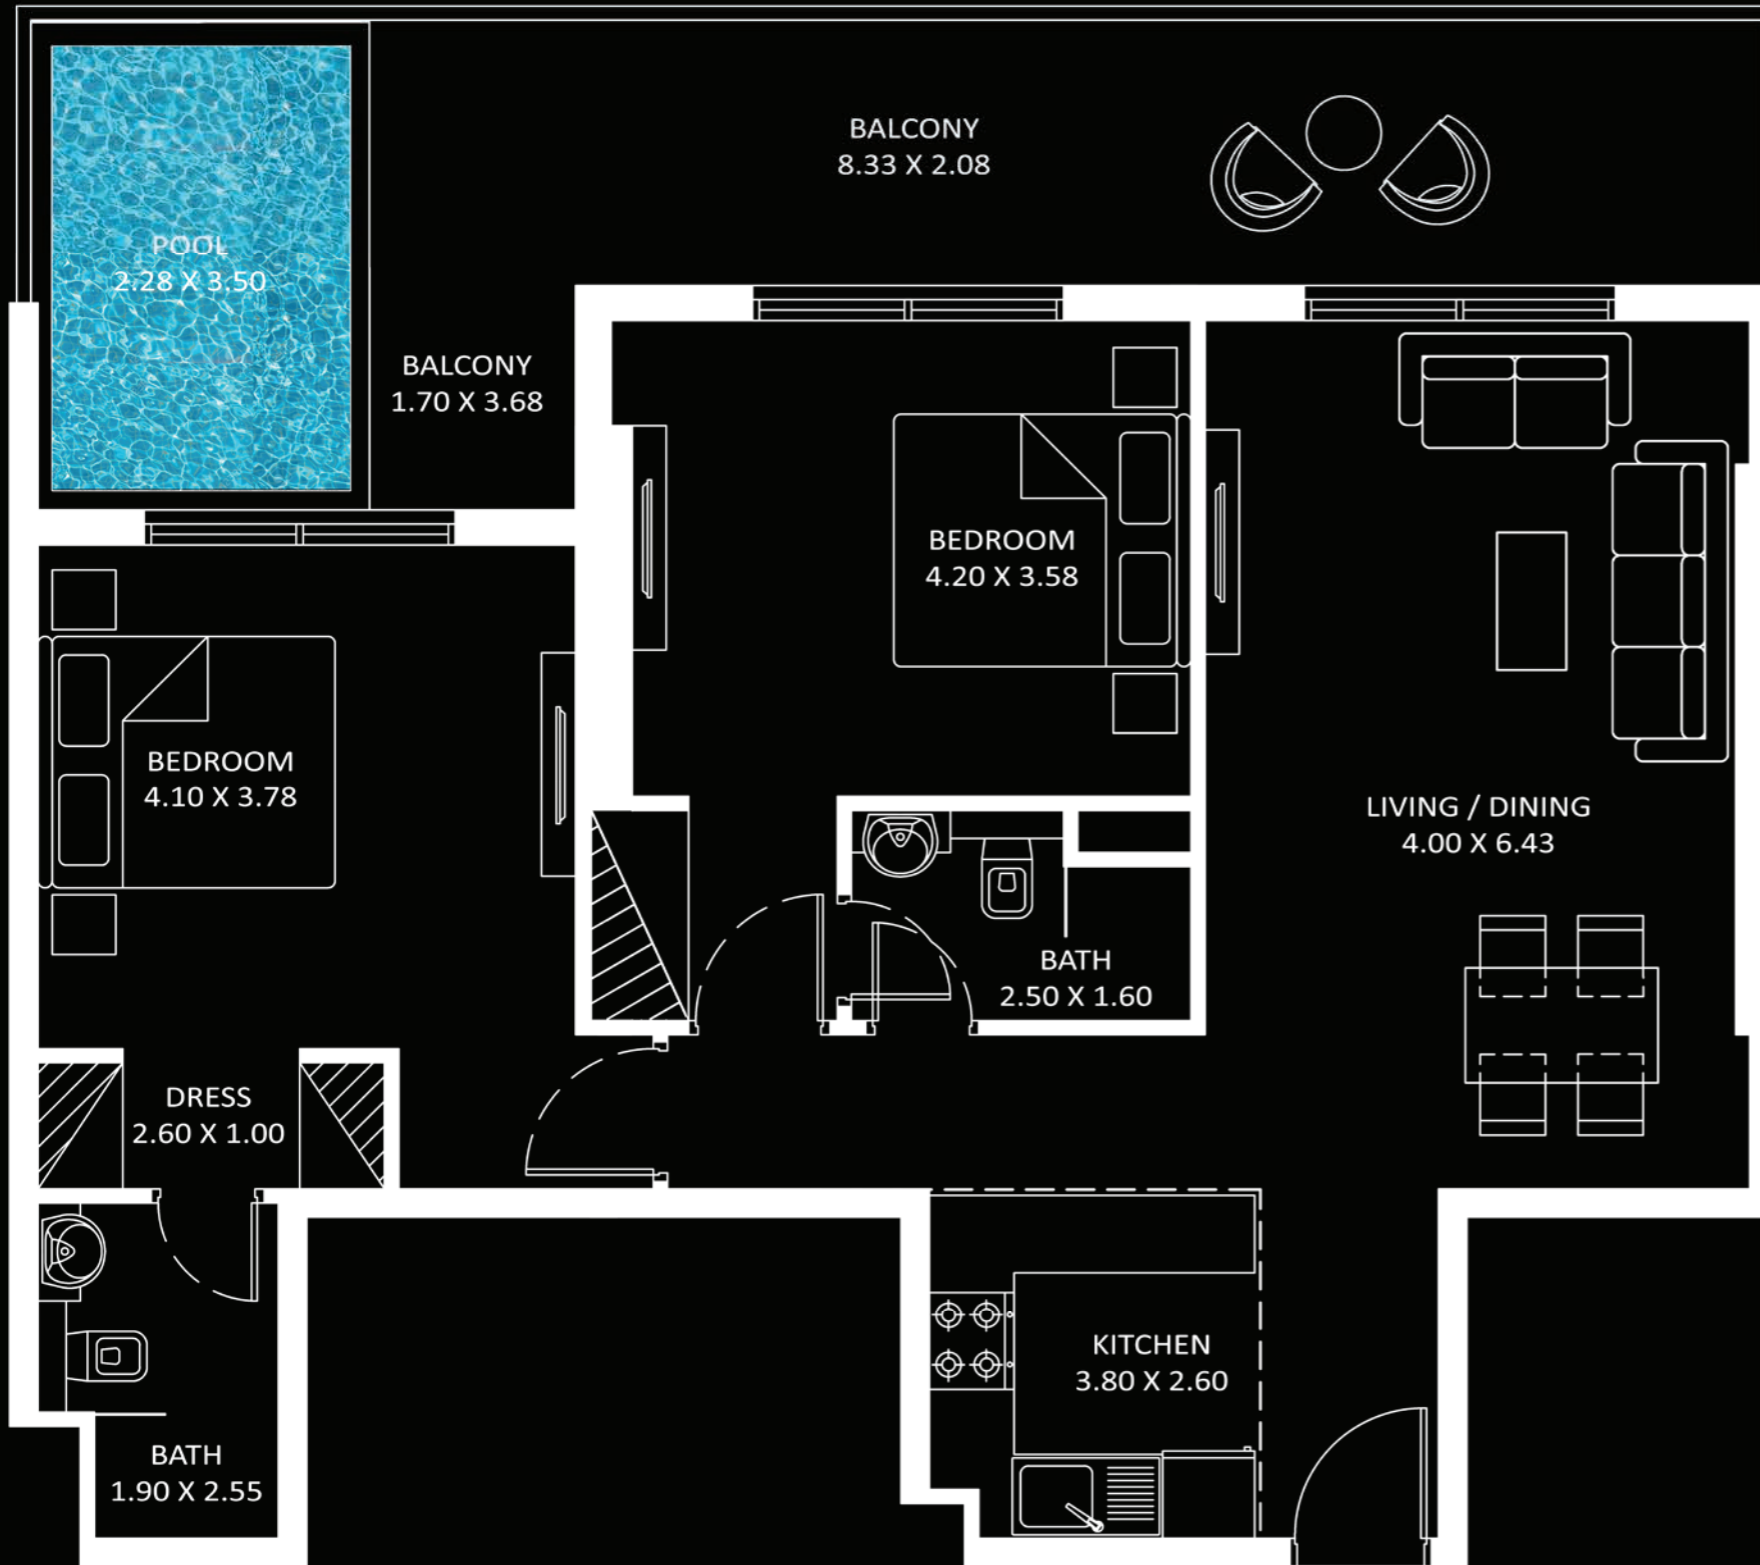 BALCONY
8.33 X 2.08
POOL
2.28 X 3.50
BALCONY
1.70 X 3.68
BEDROOM
4.20 X 3.58
BEDROOM
4.10 X 3.78
LIVING / DINING
4.00 X 6.43
BATH
2.50 X 1.60
DRESS
2.60 X 1.00
KITCHEN
3.80 X 2.60
BATH
1.90 X 2.55